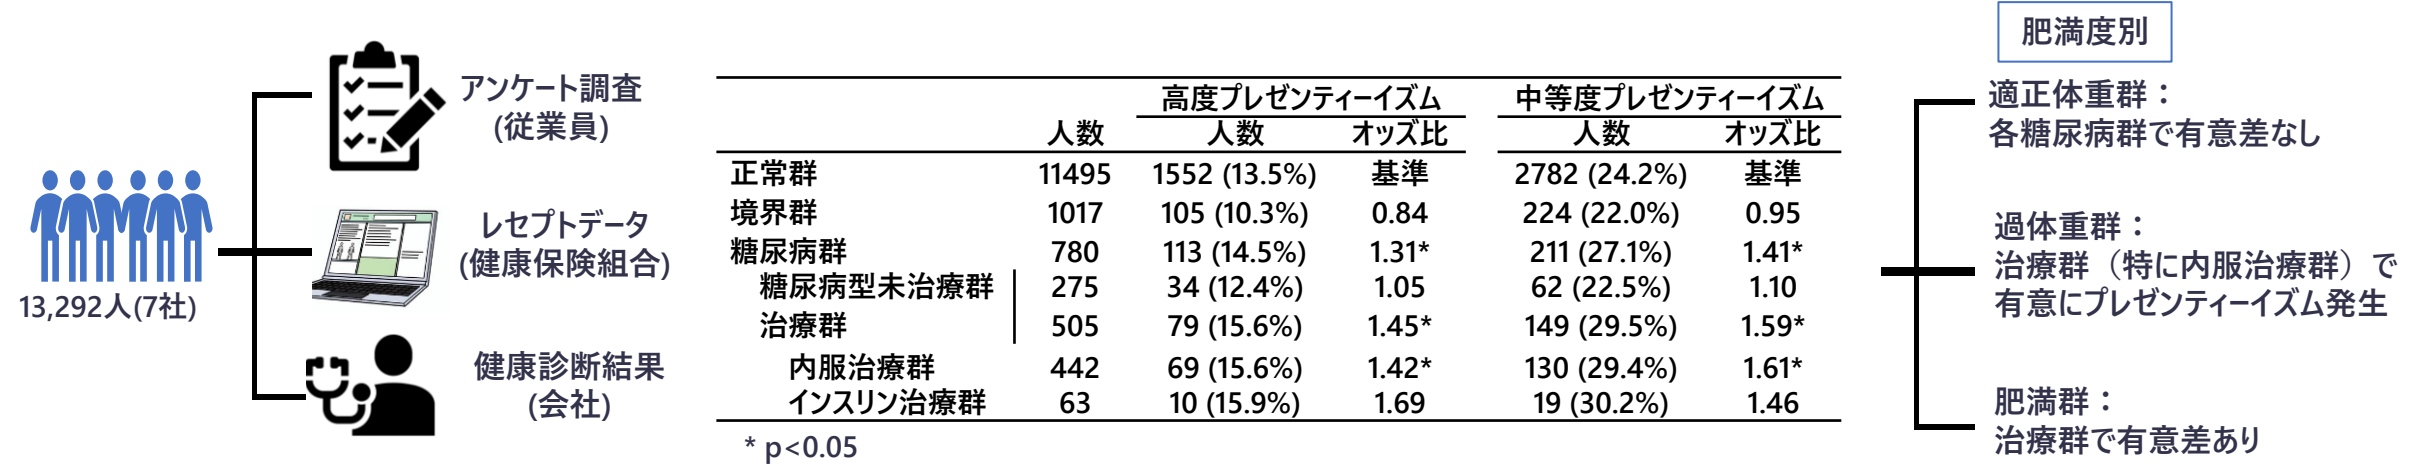 13,292人(7社)
アンケート調査
(従業員)
レセプトデータ
(健康保険組合)
健康診断結果
(会社)
高度プレゼンティーイズム 中等度プレゼンティーイズム
人数 人数 オッズ比 人数 オッズ比
正常群 11495 1552 (13.5%) 基準 2782 (24.2%) 基準
境界群 1017 105 (10.3%) 0.84 224 (22.0%) 0.95
糖尿病群 780 113 (14.5%) 1.31* 211 (27.1%) 1.41*
糖尿病型未治療群 275 34 (12.4%) 1.05 62 (22.5%) 1.10
治療群 505 79 (15.6%) 1.45* 149 (29.5%) 1.59*
内服治療群 442 69 (15.6%) 1.42* 130 (29.4%) 1.61*
インスリン治療群 63 10 (15.9%) 1.69 19 (30.2%) 1.46
* p<0.05
肥満度別
適正体重群：
各糖尿病群で有意差なし
過体重群：
治療群（特に内服治療群）で
有意にプレゼンティーイズム発生
肥満群：
治療群で有意差あり